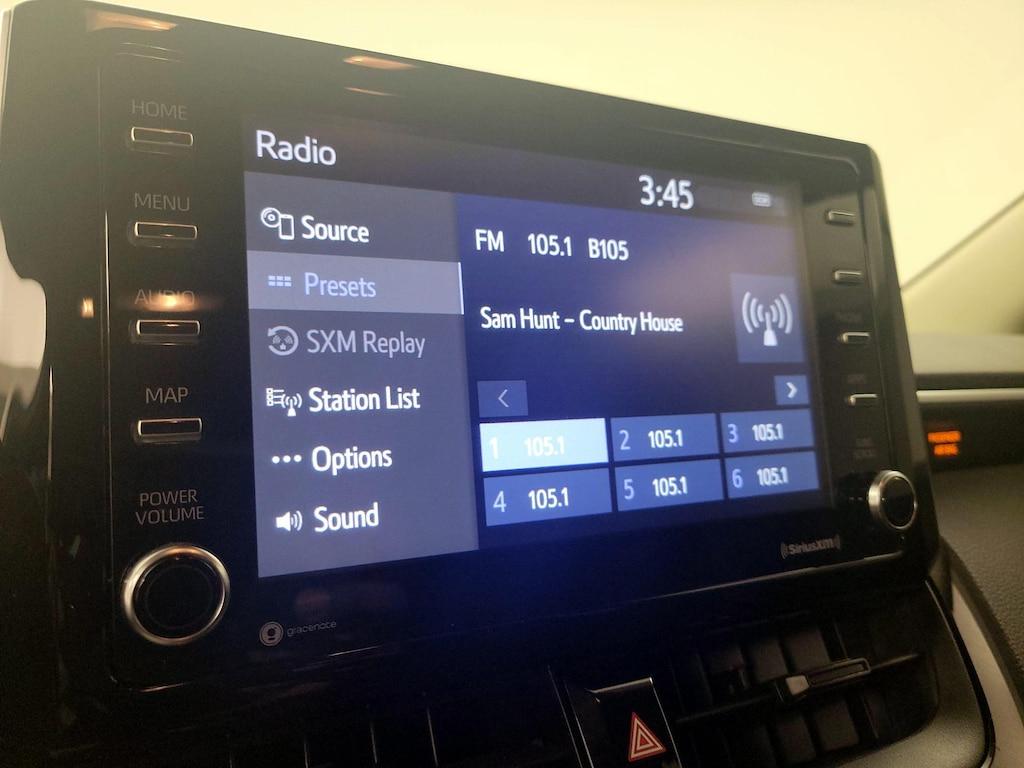 HOME
MENU
AUDIO
MAP
POWER
VOLUME
Radio
3:45
Source
Presets
SXM Replay
Station List
Options
Sound
FM 105.1 B105
Sam Hunt – Country House
1 105.1
2 105.1
3 105.1
4 105.1
5 105.1
6 105.1
SiriusXM
gracenote